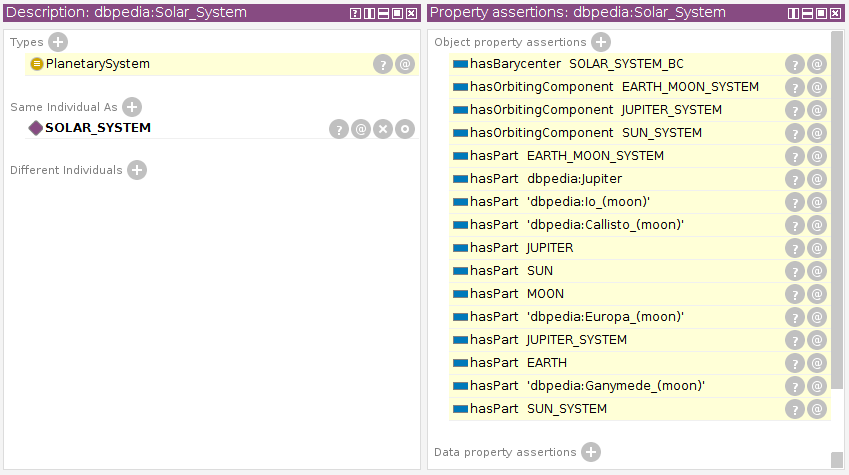 Description: dbpedia:Solar_System
Types
PlanetarySystem
Same Individual As
SOLAR_SYSTEM
Different Individuals
Property assertions: dbpedia:Solar_System
Object property assertions
hasBarycenter SOLAR_SYSTEM_BC
hasOrbitingComponent EARTH_MOON_SYSTEM
hasOrbitingComponent JUPITER_SYSTEM
hasOrbitingComponent SUN_SYSTEM
hasPart EARTH_MOON_SYSTEM
hasPart dbpedia:Jupiter
hasPart 'dbpedia:Io_(moon)'
hasPart 'dbpedia:Callisto_(moon)'
hasPart JUPITER
hasPart SUN
hasPart MOON
hasPart 'dbpedia:Europa_(moon)'
hasPart JUPITER_SYSTEM
hasPart EARTH
hasPart 'dbpedia:Ganymede_(moon)'
hasPart SUN_SYSTEM
Data property assertions